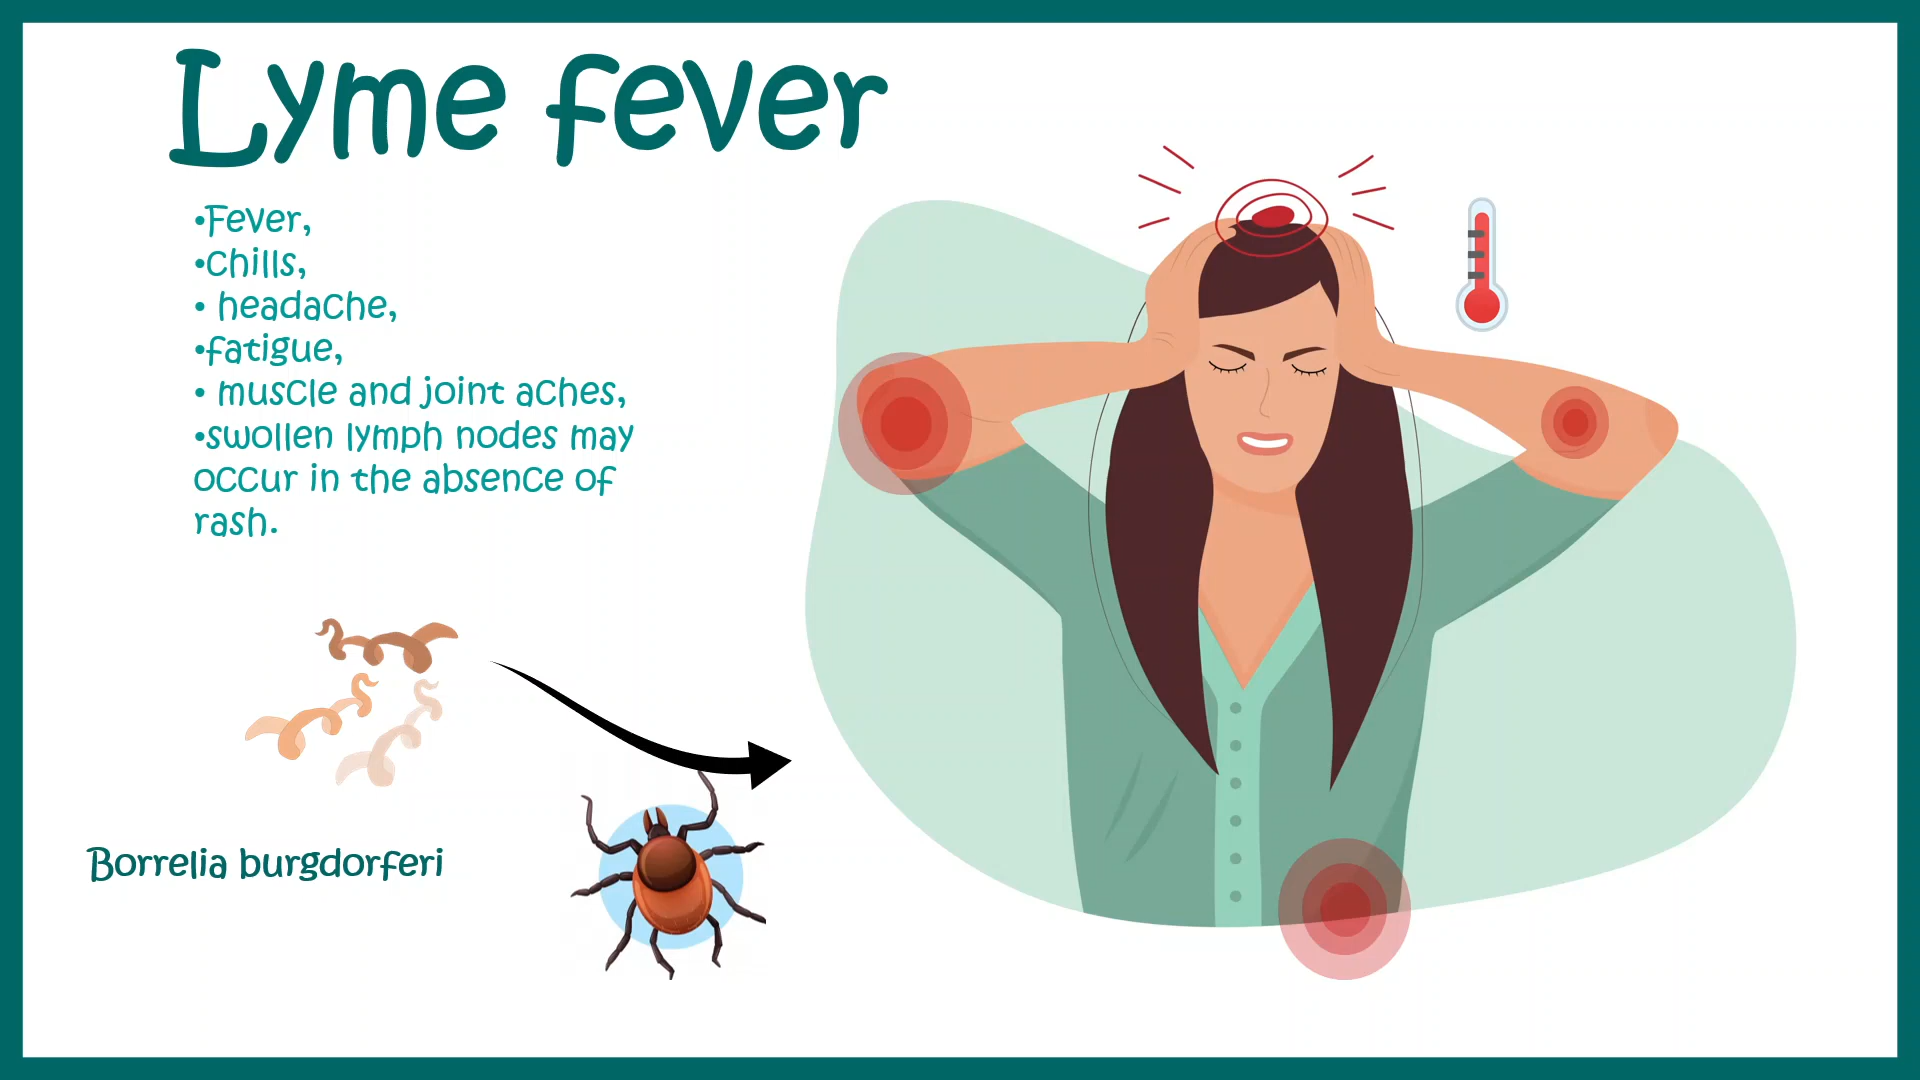 Lyme fever
•Fever,
•chills,
• headache,
•fatigue,
• muscle and joint aches,
•swollen lymph nodes may
occur in the absence of
rash.
Borrelia burgdorferi